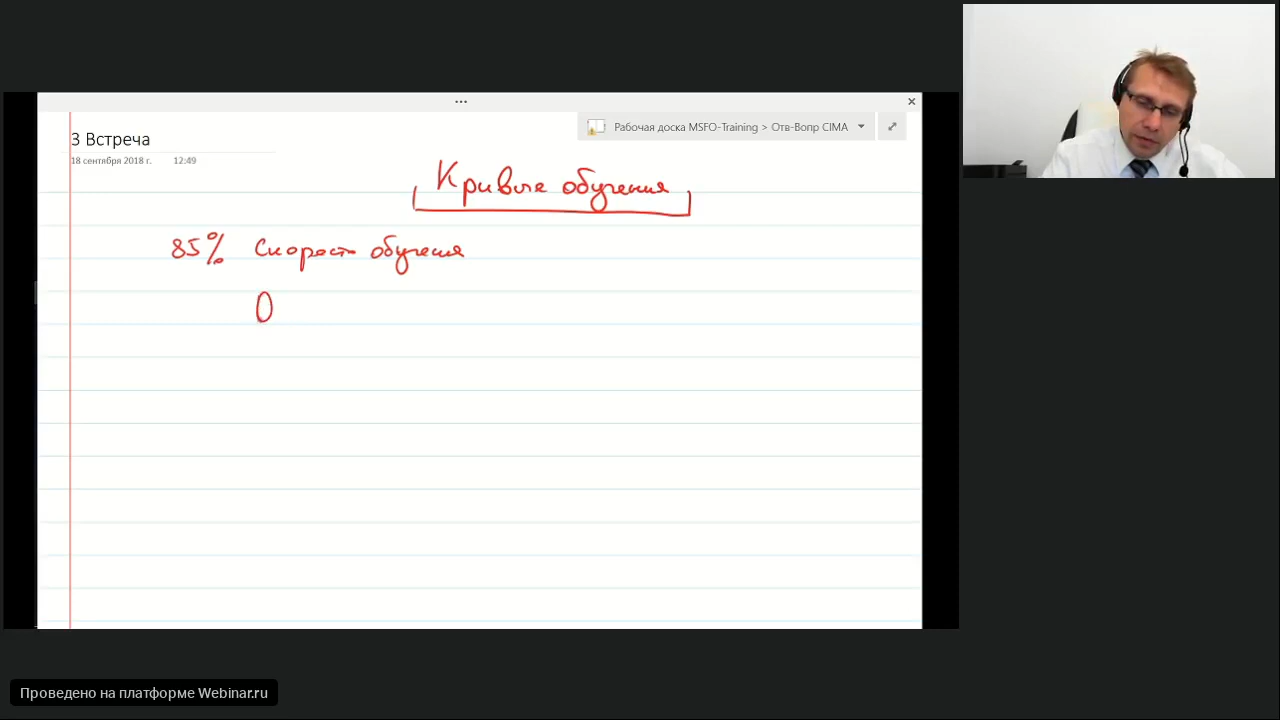 ...
Рабочая доска MSFO-Training > Отв-Вопр CIMA
3 Встреча
18 сентября 2018 г. 12:49
Кривые обучения
85% Скорость обучения
0
Проведено на платформе Webinar.ru